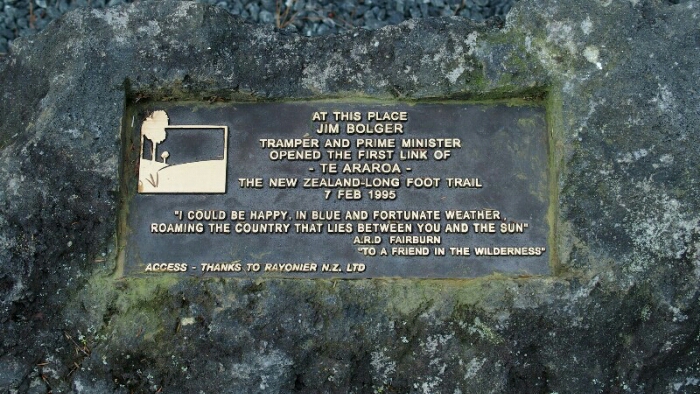 AT THIS PLACE
JIM BOLGER
TRAMPER AND PRIME MINISTER
OPENED THE FIRST LINK OF
- TE ARAROA -
THE NEW ZEALAND-LONG FOOT TRAIL
7 FEB 1995
"I COULD BE HAPPY, IN BLUE AND FORTUNATE WEATHER,
ROAMING THE COUNTRY THAT LIES BETWEEN YOU AND THE SUN"
A.R.D FAIRBURN
"TO A FRIEND IN THE WILDERNESS"
ACCESS - THANKS TO RAYONIER N.Z. LTD